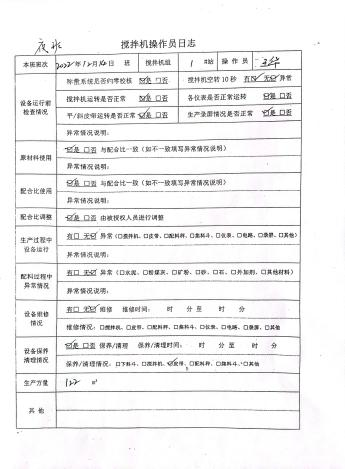 夜班
搅拌机操作员日志
本班班次 2022年12月14日 班 搅拌机组 1 #站 操作员
设备运行前检查情况
除尘系统是否归零校核 ☑是 □否 搅拌机空转10秒 有□ 无☑ 异常
搅拌机运转是否正常 ☑是 □否 各仪表是否正常运转 ☑是 □否
平/斜皮带运转是否正常 ☑是 □否 生产录屏情况是否正常 ☑是 □否
异常情况说明:
原材料使用 ☑是 □否 与配合比一致(如不一致填写异常情况说明)
异常情况:
配合比使用 ☑是 □否 与配合比一致(如不一致填写异常情况说明)
异常情况说明:
配合比调整 ☑是 □否 由被授权人员进行调整
生产过程中设备运行 有□ 无☑ 异常(□搅拌机、□皮带、□配料秤、□集料斗、□仪表、□电路、□录屏、□其他)
异常情况说明:
配料过程中异常情况 有□ 无☑ 异常(□水泥、□粉煤灰、□矿粉、□砂、□石、□外加剂、□其他材料)
异常情况说明:
设备维修情况 有□ 无☑ 维修 维修时间: 时 分 至 时 分
维修情况:□搅拌机、□皮带、□配料秤、□集料斗、□仪表、□电路、□录屏、□其他
设备保养清理情况 ☑是 □否 保养/清理 保养/清理时间: 时 分 至 时 分
保养/清理情况:□下料斗、□搅拌机、☑皮带、□配料秤、□集料斗、□其他
生产方量 122 m³
其他